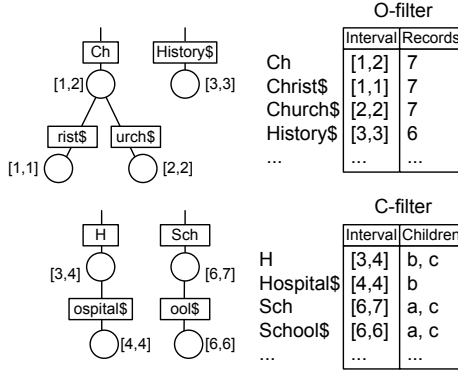 O-filter
Ch History$ Interval Records
[1,2] [3,3] Ch [1,2] 7
Christ$ [1,1] 7
rist$ urch$ Church$ [2,2] 7
History$ [3,3] 6
[1,1] [2,2] ... ... ...
C-filter
H Sch Interval Children
[3,4] [6,7] H [3,4] b, c
Hospital$ [4,4] b
ospital$ ool$ Sch [6,7] a, c
School$ [6,6] a, c
[4,4] [6,6] ... ... ...